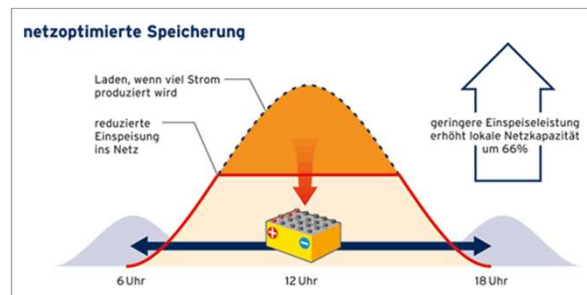 netzoptimierte Speicherung
Laden, wenn viel Strom
produziert wird
reduzierte
Einspeisung
ins Netz
geringere Einspeiseleistung
erhöht lokale Netzkapazität
um 66%
6 Uhr
12 Uhr
18 Uhr